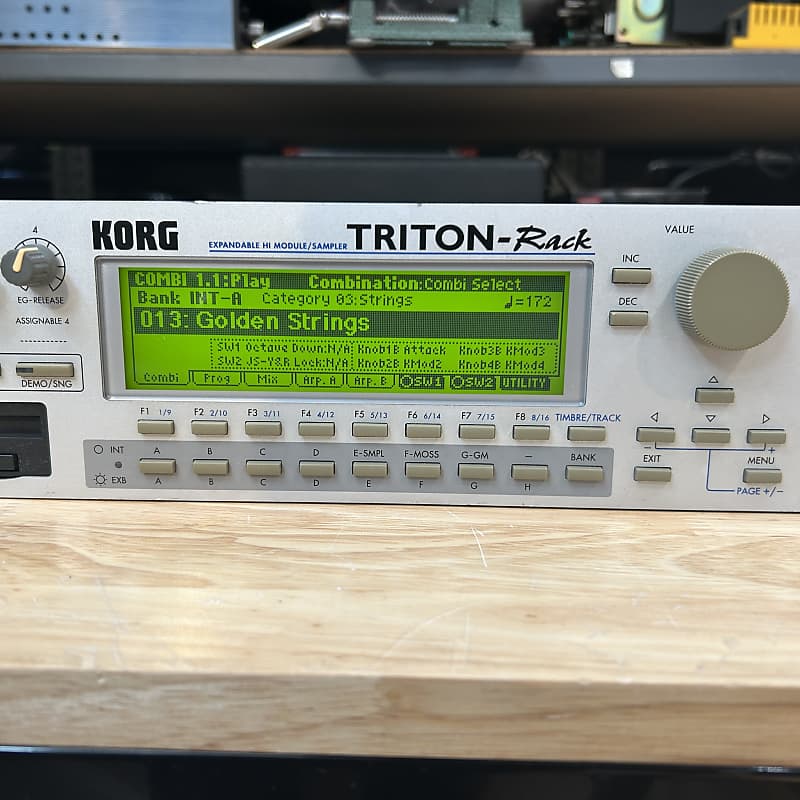 KORG EXPANDABLE HI MODULE/SAMPLER TRITON-Rack
VALUE
4
EG-RELEASE
ASSIGNABLE 4
DEMO/SNG
COMBI 1.1:Play Combination:Combi Select
Bank INT-A Category 03:Strings ♩=172
013: Golden Strings
SW1 Octave Down:N/A Knob1B Attack Knob3B KMod3
SW2 JS-Y&R Lock:N/A Knob2B KMod2 Knob4B KMod4
Combi Prog Mix Arp. A Arp. B SW1 SW2 UTILITY
INC
DEC
F1 1/9 F2 2/10 F3 3/11 F4 4/12 F5 5/13 F6 6/14 F7 7/15 F8 8/16 TIMBRE/TRACK
INT A B C D E-SMPL F-MOSS G-GM – BANK
EXB A B C D E F G H
– +
EXIT MENU
PAGE +/–